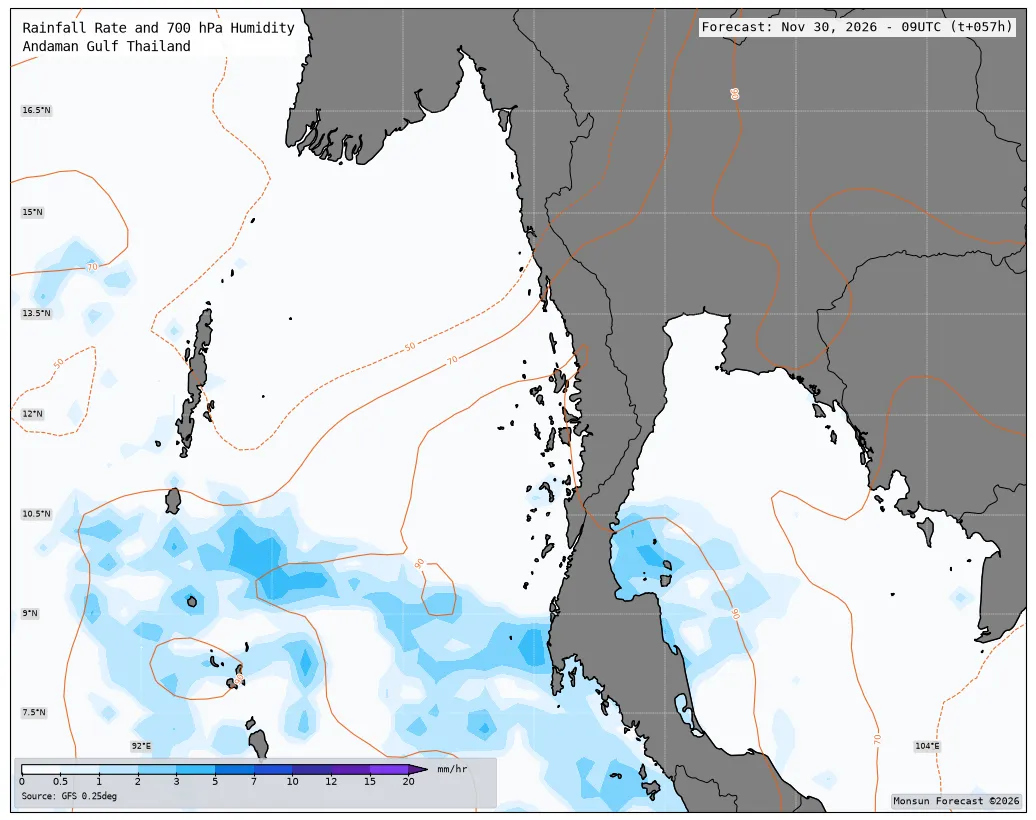 Rainfall Rate and 700 hPa Humidity
Andaman Gulf Thailand
Forecast: Nov 30, 2026 - 09UTC (t+057h)
90
16.5°N
15°N
70
13.5°N
50
50
70
12°N
10.5°N
90
9°N
90
90
7.5°N
92°E
70
104°E
mm/hr
0 0.5 1 2 3 5 7 10 12 15 20
Source: GFS 0.25deg
Monsun Forecast ©2026